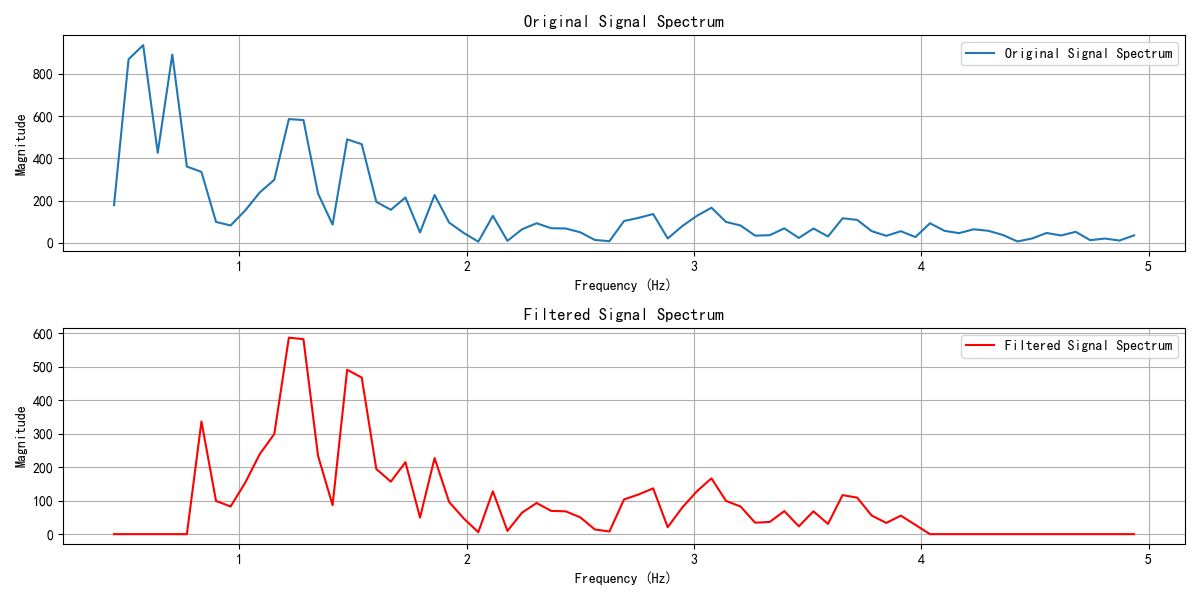 Original Signal Spectrum
Original Signal Spectrum
Magnitude
800
600
400
200
0
1 2 3 4 5
Frequency (Hz)
Filtered Signal Spectrum
Filtered Signal Spectrum
Magnitude
600
500
400
300
200
100
0
1 2 3 4 5
Frequency (Hz)